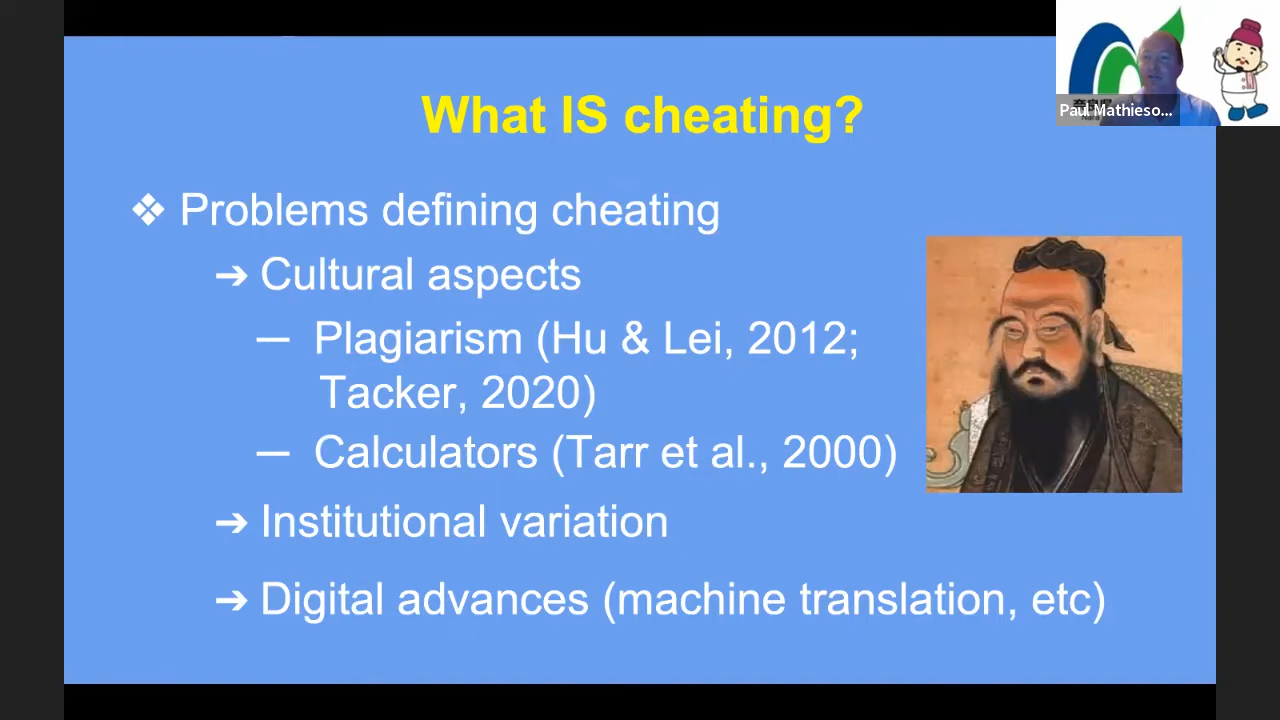 What IS cheating?
❖ Problems defining cheating
➔ Cultural aspects
— Plagiarism (Hu & Lei, 2012;
Tacker, 2020)
— Calculators (Tarr et al., 2000)
➔ Institutional variation
➔ Digital advances (machine translation, etc)
Paul Mathieso...